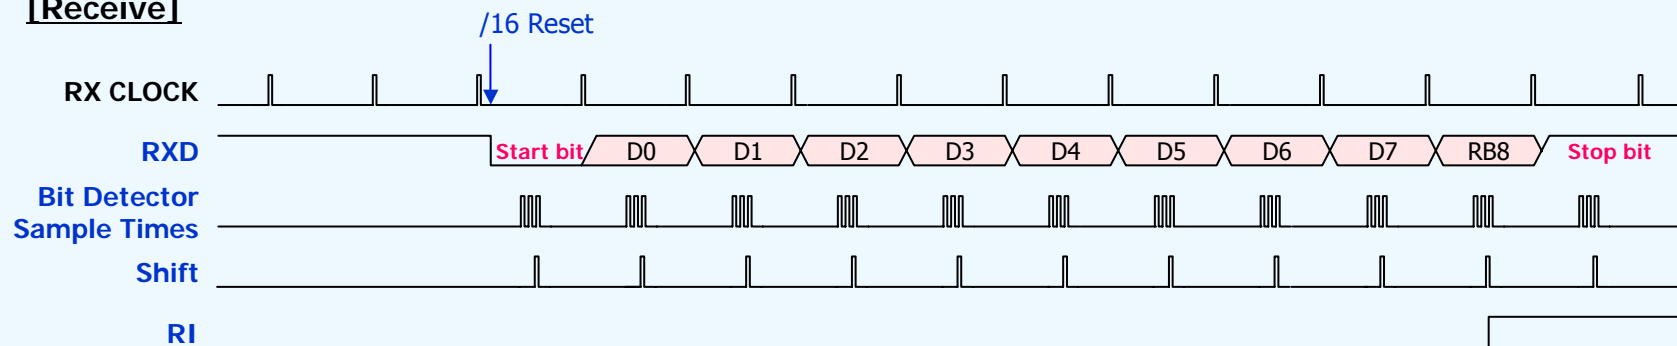 [Receive]
/16 Reset
RX CLOCK
RXD
Start bit
D0
D1
D2
D3
D4
D5
D6
D7
RB8
Stop bit
Bit Detector
Sample Times
Shift
RI